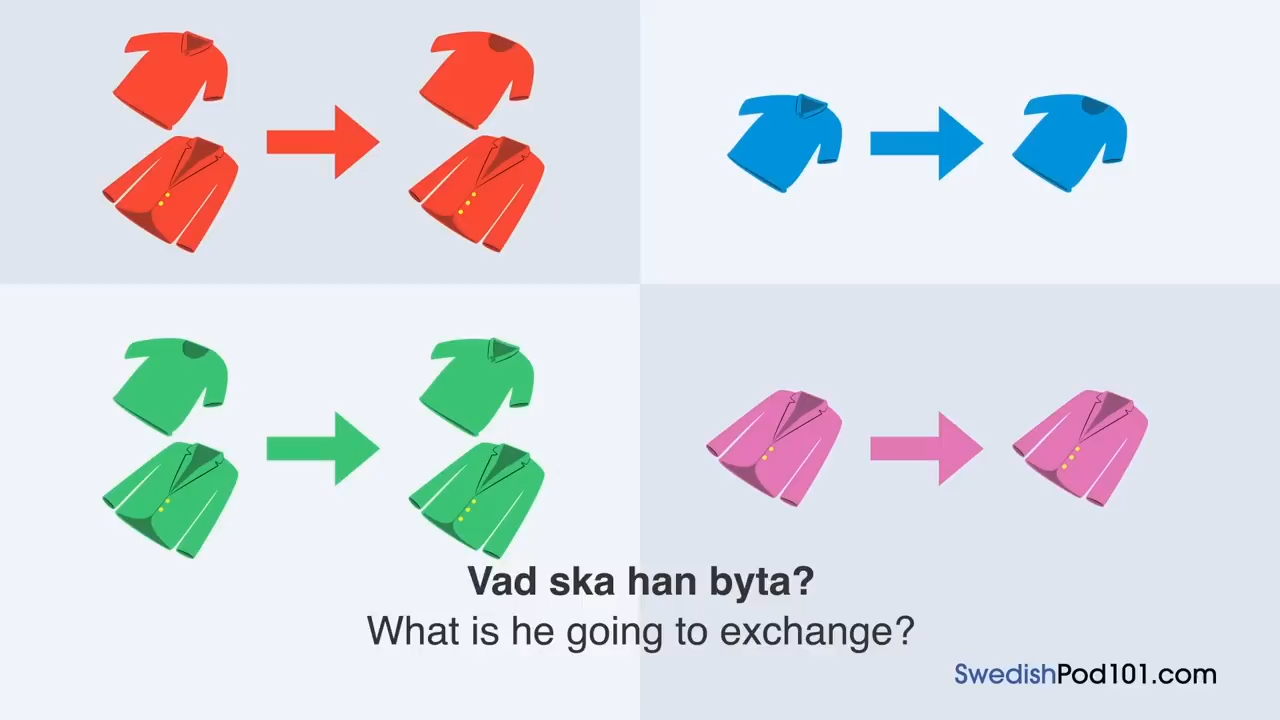 Vad ska han byta?
What is he going to exchange?
SwedishPod101.com